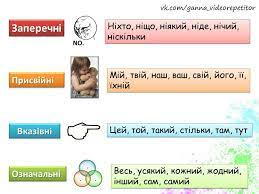 vk.com/ganna_videorepetitor
Заперечні
NO.
Ніхто, ніщо, ніякий, ніде, нічий,
ніскільки
Присвійні
Мій, твій, наш, ваш, свій, його, її,
їхній
Вказівні
Цей, той, такий, стільки, там, тут
Означальні
Весь, усякий, кожний, жодний,
інший, сам, самий